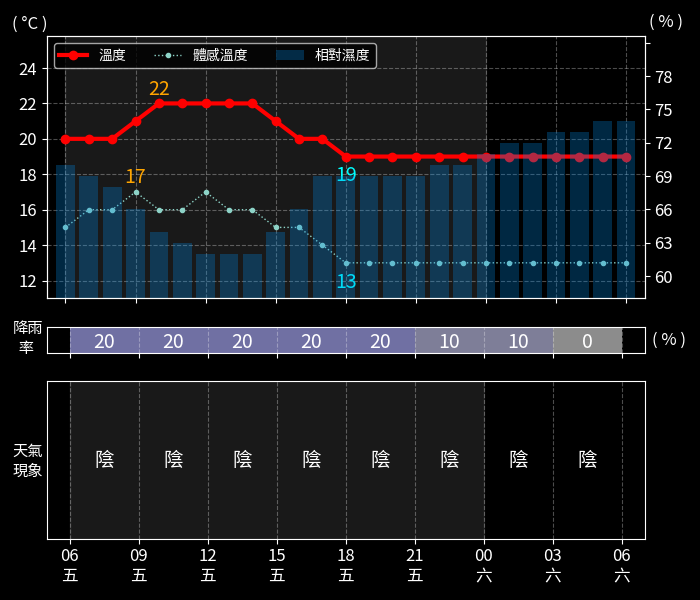 ( °C )
( % )
溫度
體感溫度
相對濕度
24
22
20
18
16
14
12
78
75
72
69
66
63
60
22
17
19
13
降雨率
20 20 20 20 20 10 10 0
( % )
天氣現象
陰 陰 陰 陰 陰 陰 陰 陰
06 09 12 15 18 21 00 03 06
五 五 五 五 五 五 六 六 六